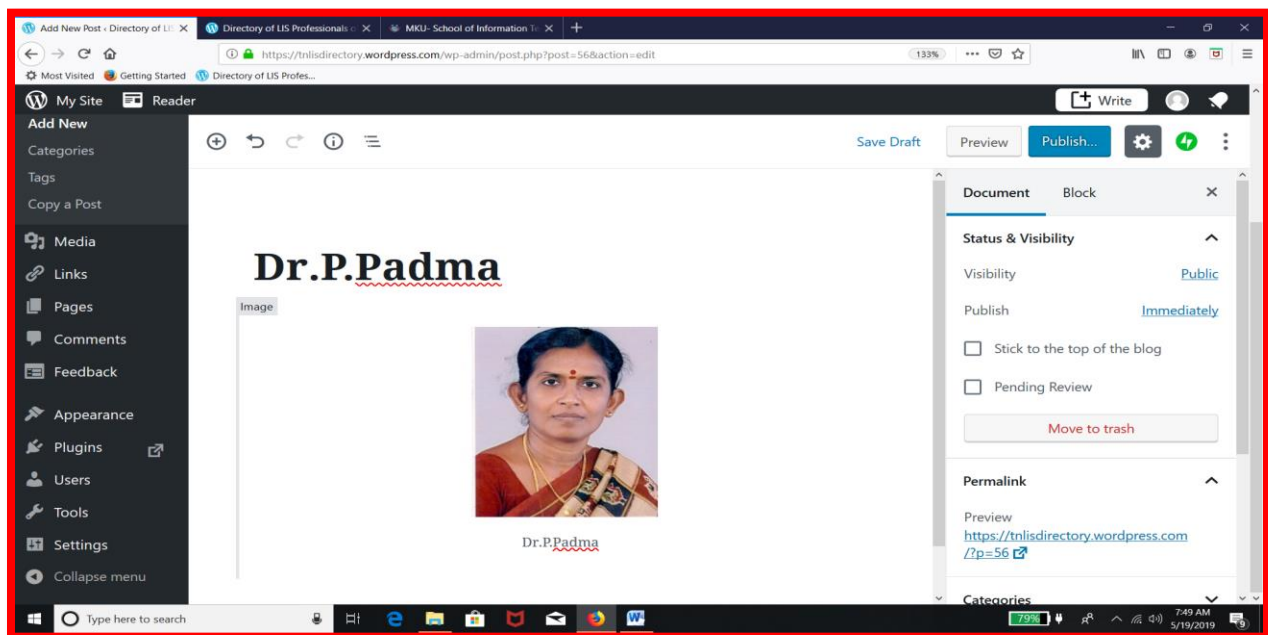 Add New Post ‹ Directory of LI
Directory of LIS Professionals o
MKU- School of Information Te
https://tnlisdirectory.wordpress.com/wp-admin/post.php?post=56&action=edit
133%
Most Visited
Getting Started
Directory of LIS Profes...
My Site
Reader
Write
Add New
Categories
Tags
Copy a Post
Media
Links
Pages
Comments
Feedback
Appearance
Plugins
Users
Tools
Settings
Collapse menu
Save Draft
Preview
Publish...
Dr.P.Padma
Image
Dr.P.Padma
Document
Block
Status & Visibility
Visibility
Public
Publish
Immediately
Stick to the top of the blog
Pending Review
Move to trash
Permalink
Preview
https://tnlisdirectory.wordpress.com
/?p=56
Categories
Type here to search
79%
7:49 AM
5/19/2019